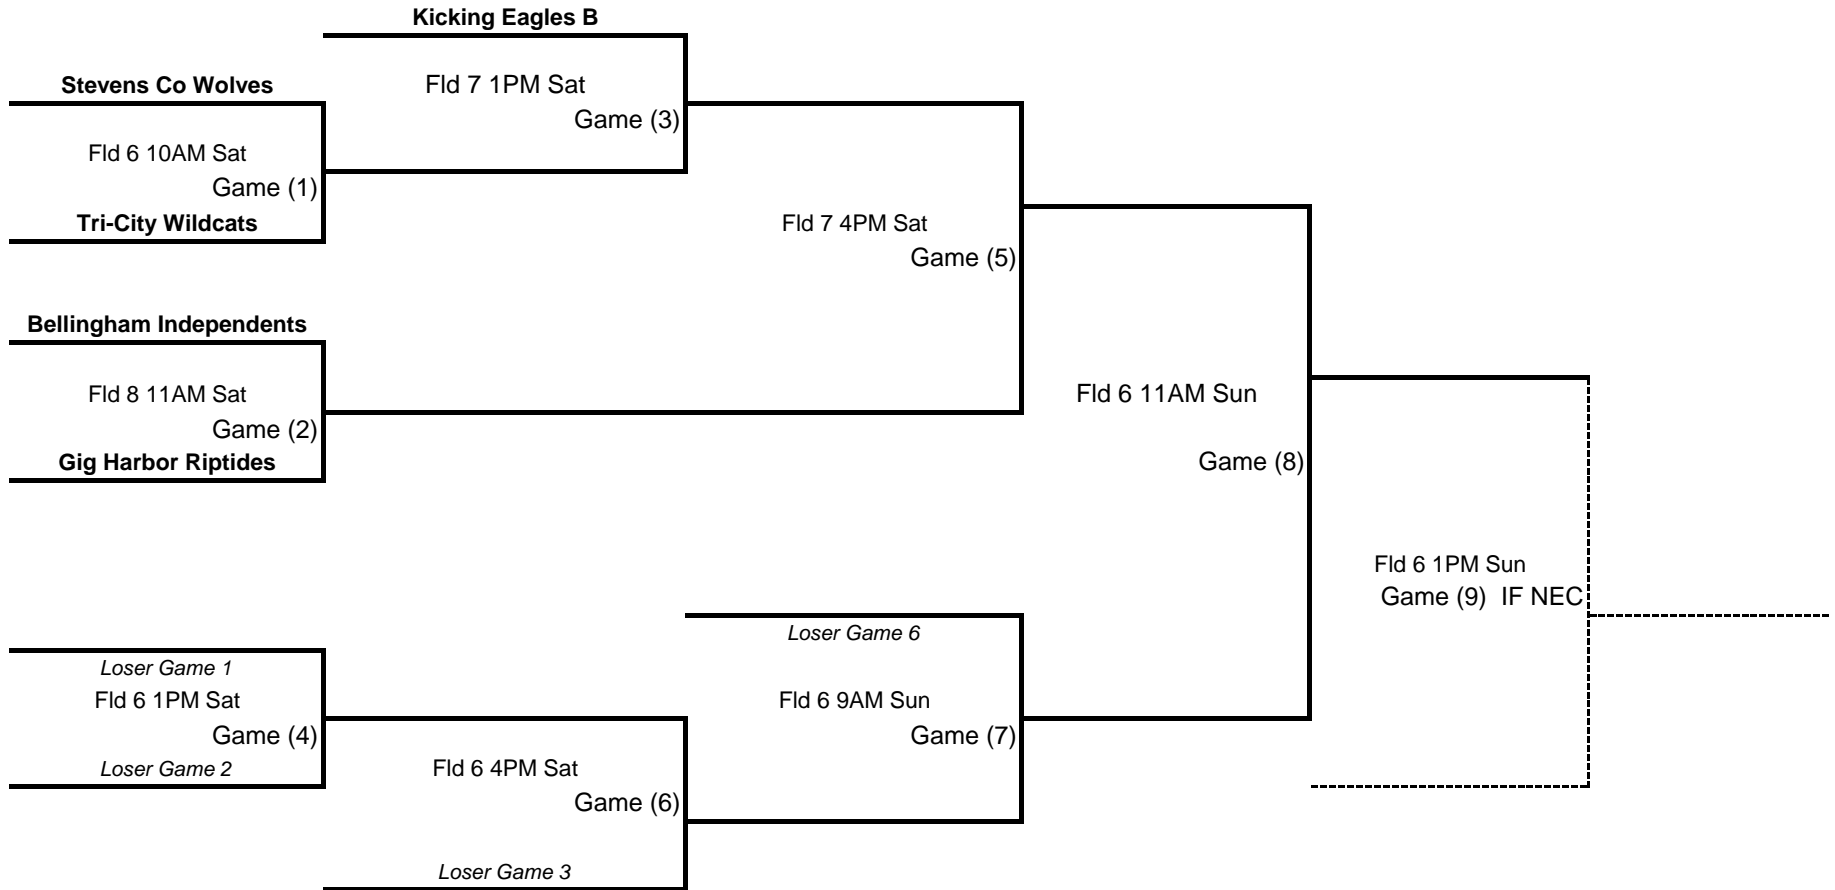 Kicking Eagles B
Stevens Co Wolves
Fld 7 1PM Sat
Game (3)
Fld 6 10AM Sat
Game (1)
Tri-City Wildcats
Fld 7 4PM Sat
Game (5)
Bellingham Independents
Fld 8 11AM Sat
Game (2)
Gig Harbor Riptides
Fld 6 11AM Sun
Game (8)
Fld 6 1PM Sun
Game (9) IF NEC
Loser Game 6
Loser Game 1
Fld 6 1PM Sat
Game (4)
Loser Game 2
Fld 6 9AM Sun
Game (7)
Fld 6 4PM Sat
Game (6)
Loser Game 3